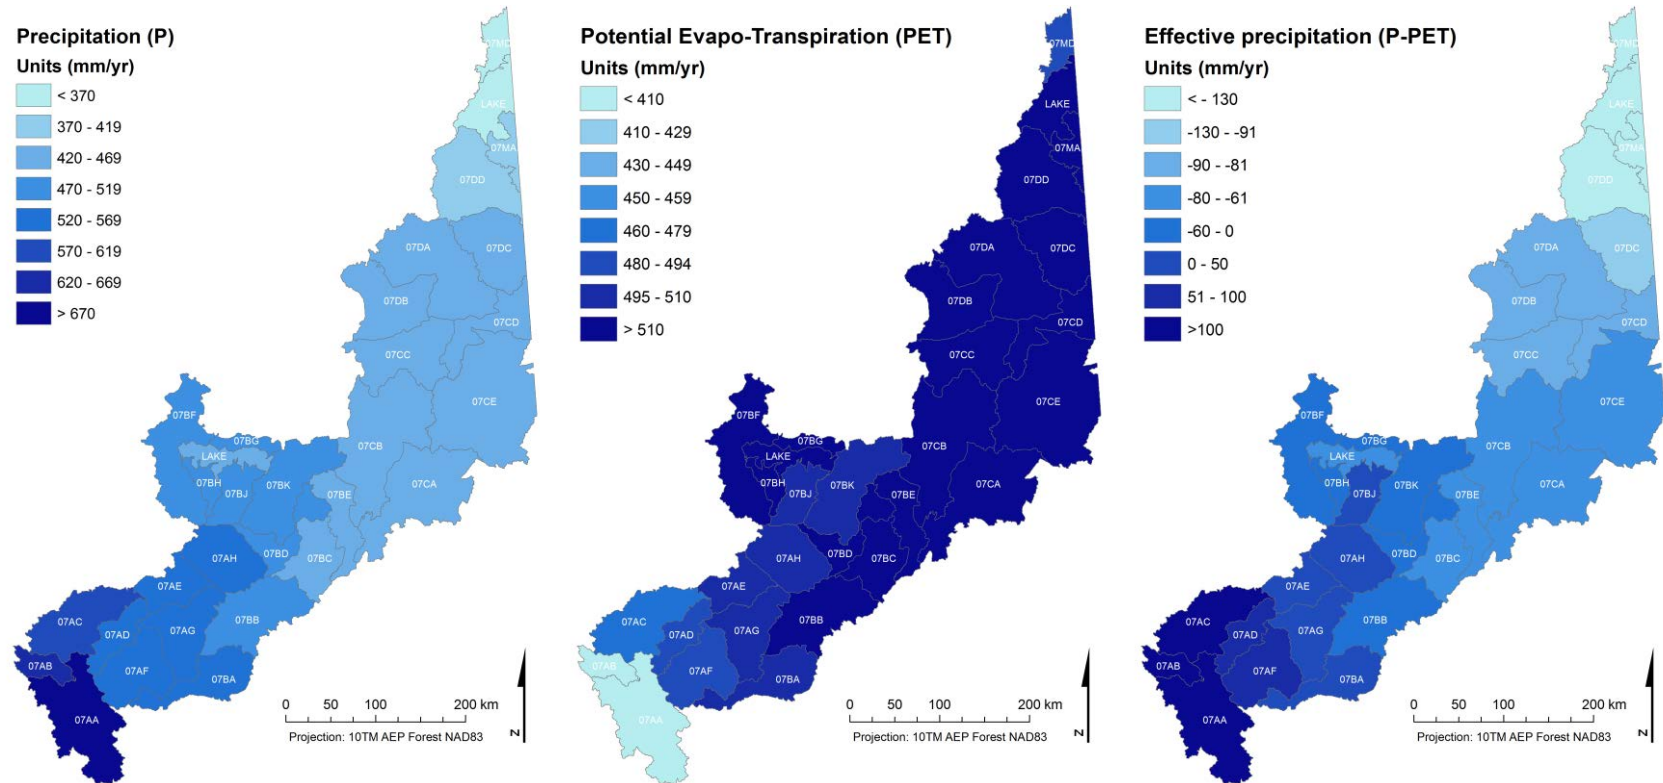 Precipitation (P)
Units (mm/yr)
< 370
370 - 419
420 - 469
470 - 519
520 - 569
570 - 619
620 - 669
> 670
07MD
LAKE
07MA
07DD
07DA
07DC
07DB
07CD
07CC
07CE
07BF
07BG
07CB
LAKE
07BH
07BJ
07BK
07BE
07CA
07AH
07BD
07BC
07AE
07AC
07AD
07AG
07BB
07AB
07AF
07BA
07AA
0 50 100 200 km
Projection: 10TM AEP Forest NAD83
N
Potential Evapo-Transpiration (PET)
Units (mm/yr)
< 410
410 - 429
430 - 449
450 - 459
460 - 479
480 - 494
495 - 510
> 510
07MD
LAKE
07MA
07DD
07DA
07DC
07DB
07CD
07CC
07CE
07BF
07BG
07CB
LAKE
07BH
07BJ
07BK
07BE
07CA
07AH
07BD
07BC
07AE
07AC
07AD
07AG
07BB
07AB
07AF
07BA
07AA
0 50 100 200 km
Projection: 10TM AEP Forest NAD83
N
Effective precipitation (P-PET)
Units (mm/yr)
< - 130
-130 - -91
-90 - -81
-80 - -61
-60 - 0
0 - 50
51 - 100
>100
07MD
LAKE
07MA
07DD
07DA
07DC
07DB
07CD
07CC
07CE
07BF
07BG
07CB
LAKE
07BH
07BJ
07BK
07BE
07CA
07AH
07BD
07BC
07AE
07AC
07AD
07AG
07BB
07AB
07AF
07BA
07AA
0 50 100 200 km
Projection: 10TM AEP Forest NAD83
N